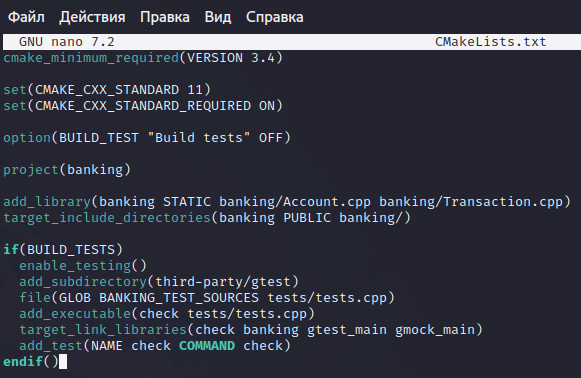 Файл Действия Правка Вид Справка
GNU nano 7.2 CMakeLists.txt
cmake_minimum_required(VERSION 3.4)
set(CMAKE_CXX_STANDARD 11)
set(CMAKE_CXX_STANDARD_REQUIRED ON)
option(BUILD_TEST "Build tests" OFF)
project(banking)
add_library(banking STATIC banking/Account.cpp banking/Transaction.cpp)
target_include_directories(banking PUBLIC banking/)
if(BUILD_TESTS)
enable_testing()
add_subdirectory(third-party/gtest)
file(GLOB BANKING_TEST_SOURCES tests/tests.cpp)
add_executable(check tests/tests.cpp)
target_link_libraries(check banking gtest_main gmock_main)
add_test(NAME check COMMAND check)
endif()